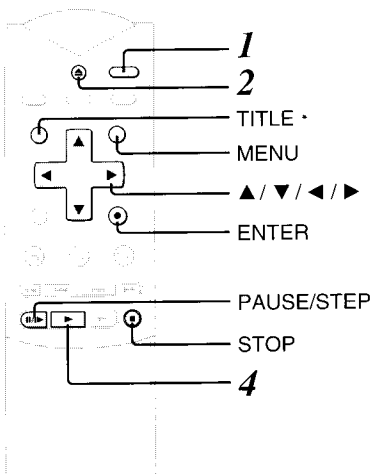 1
2
TITLE
MENU
▲/▼/◀/▶
ENTER
PAUSE/STEP
STOP
4